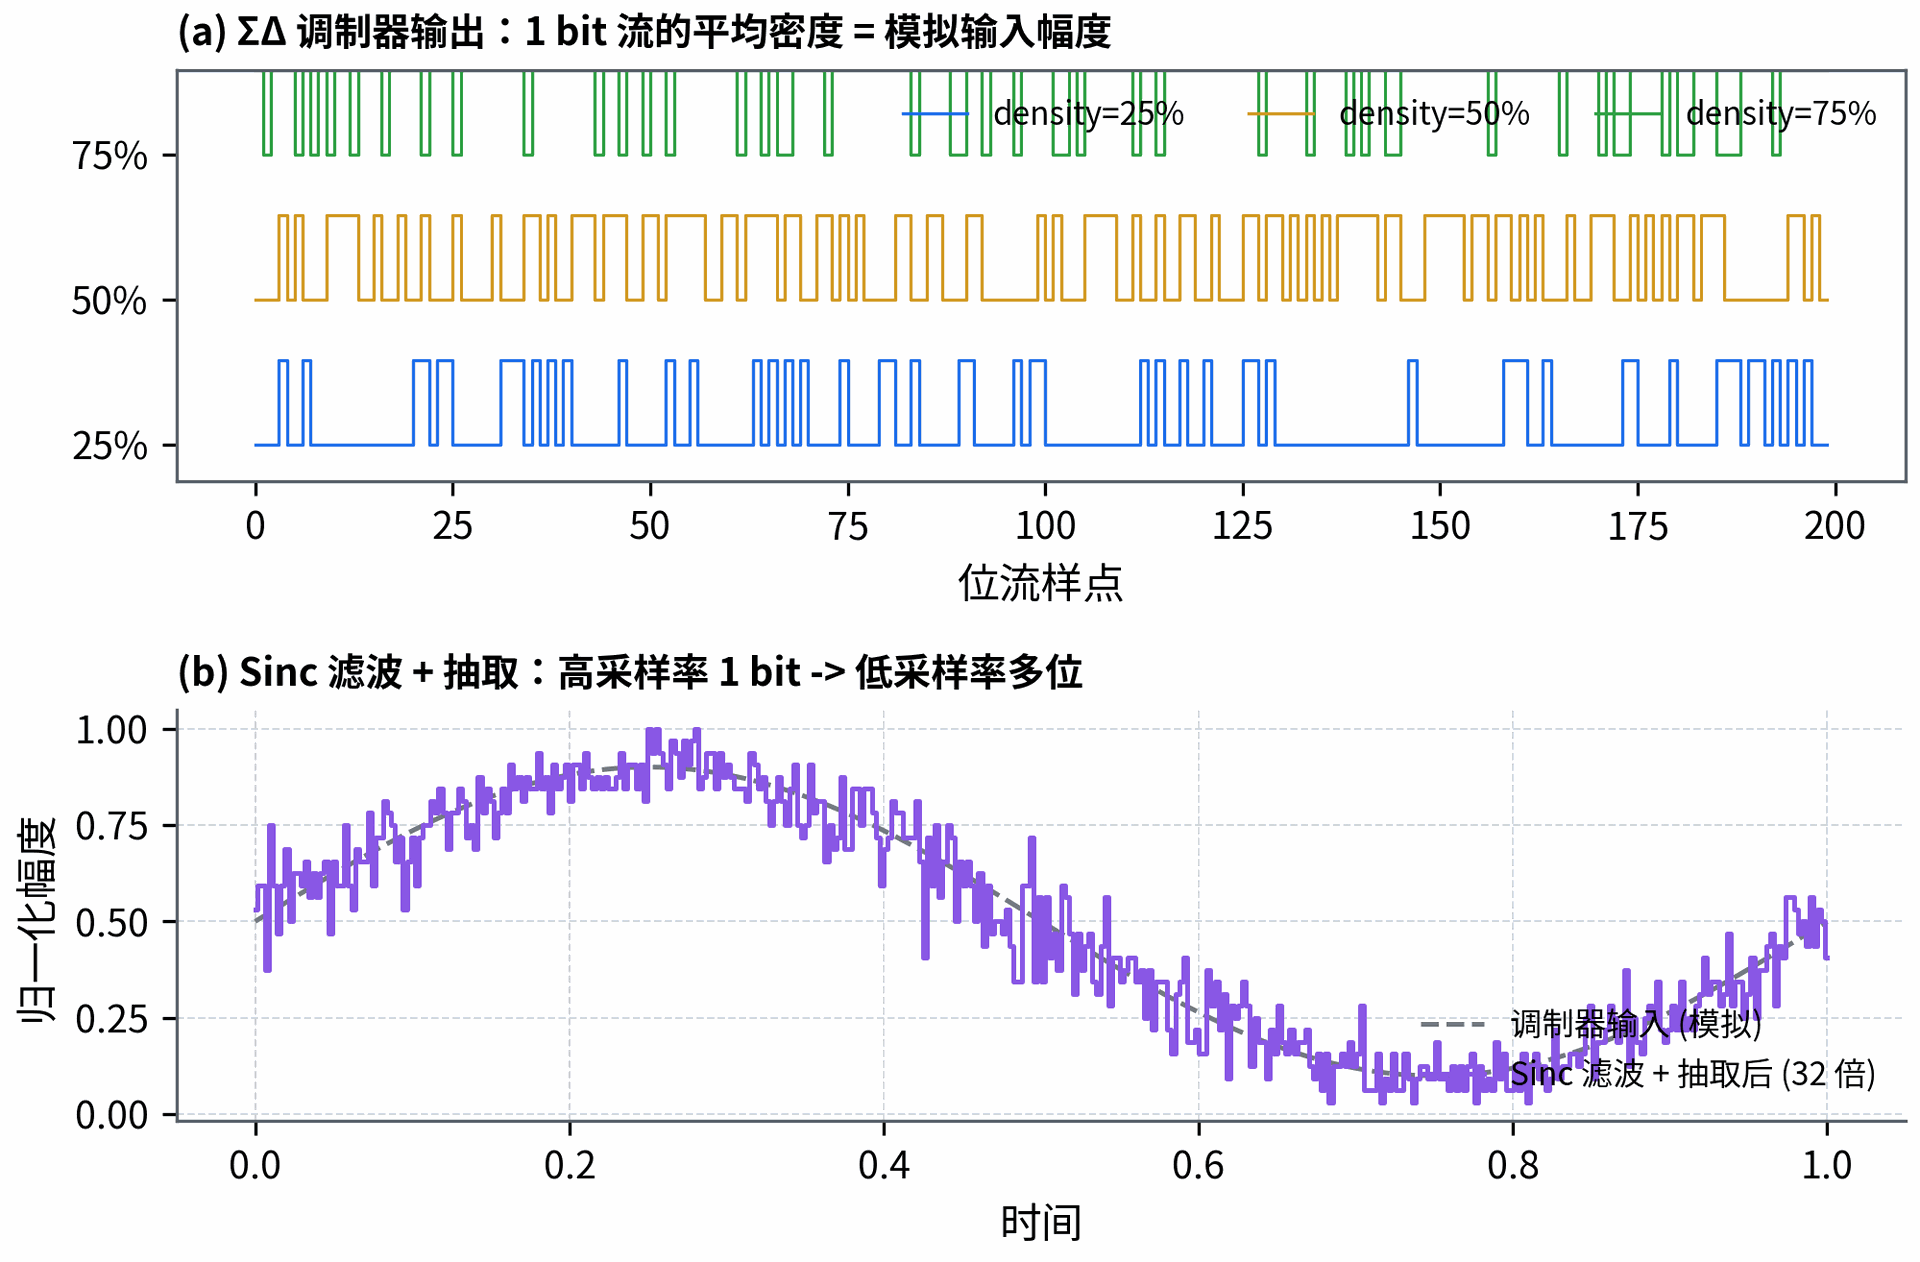 (a) ΣΔ 调制器输出：1 bit 流的平均密度 = 模拟输入幅度
density=25% density=50% density=75%
75%
50%
25%
0 25 50 75 100 125 150 175 200
位流样点
(b) Sinc 滤波 + 抽取：高采样率 1 bit -> 低采样率多位
1.00
0.75
0.50
0.25
0.00
归一化幅度
调制器输入 (模拟)
Sinc 滤波 + 抽取后 (32 倍)
0.0 0.2 0.4 0.6 0.8 1.0
时间